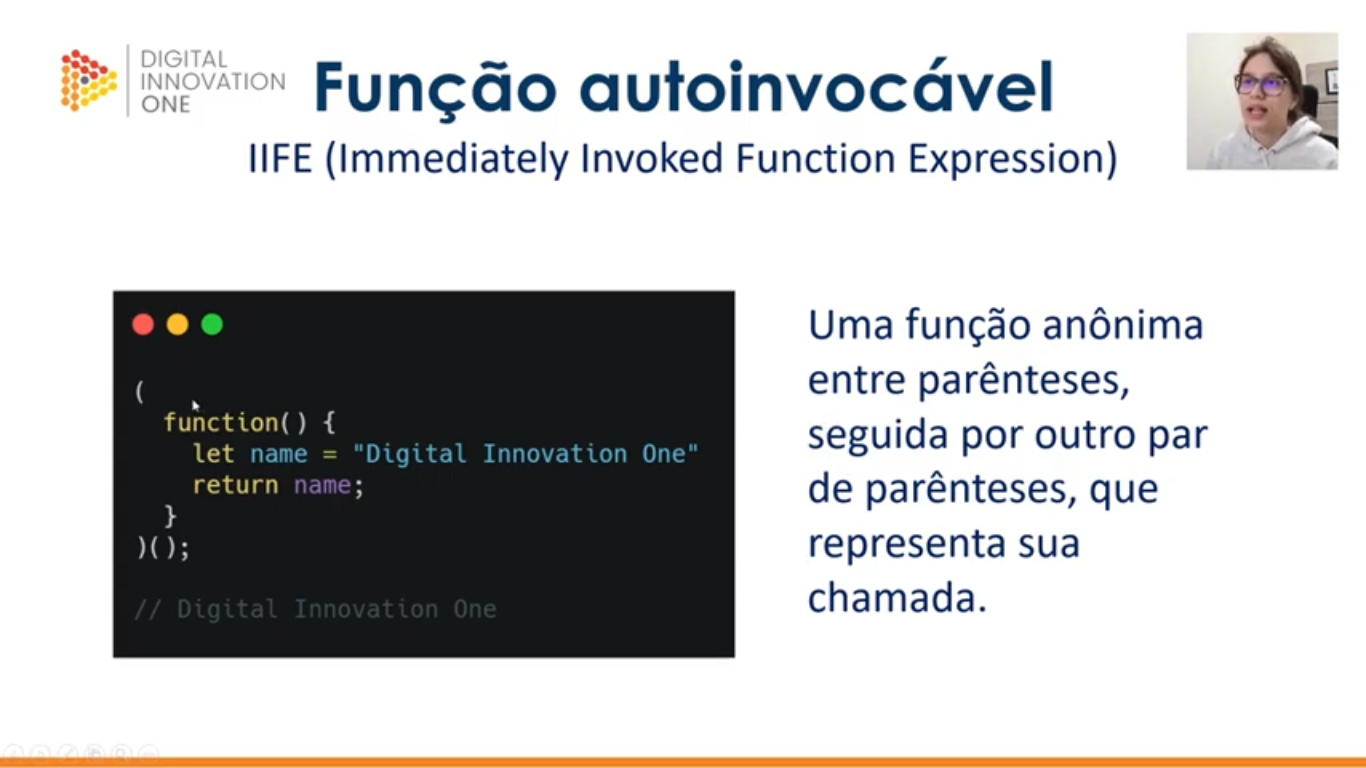 DIGITAL
INNOVATION
ONE
Função autoinvocável
IIFE (Immediately Invoked Function Expression)
(
function() {
let name = "Digital Innovation One"
return name;
}
)();
// Digital Innovation One
Uma função anônima
entre parênteses,
seguida por outro par
de parênteses, que
representa sua
chamada.